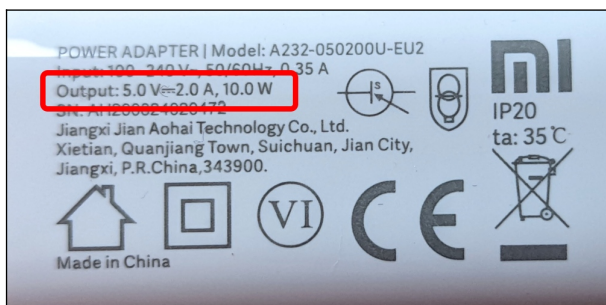 POWER ADAPTER | Model: A232-050200U-EU2
Input: 100-240 V~, 50/60Hz, 0.35 A
Output: 5.0 V⎓2.0 A, 10.0 W
Jiangxi Jian Aohai Technology Co., Ltd.
Xietian, Quanjiang Town, Suichuan, Jian City,
Jiangxi, P.R.China,343900.
S
MI
IP20
ta: 35℃
VI
CE
Made in China